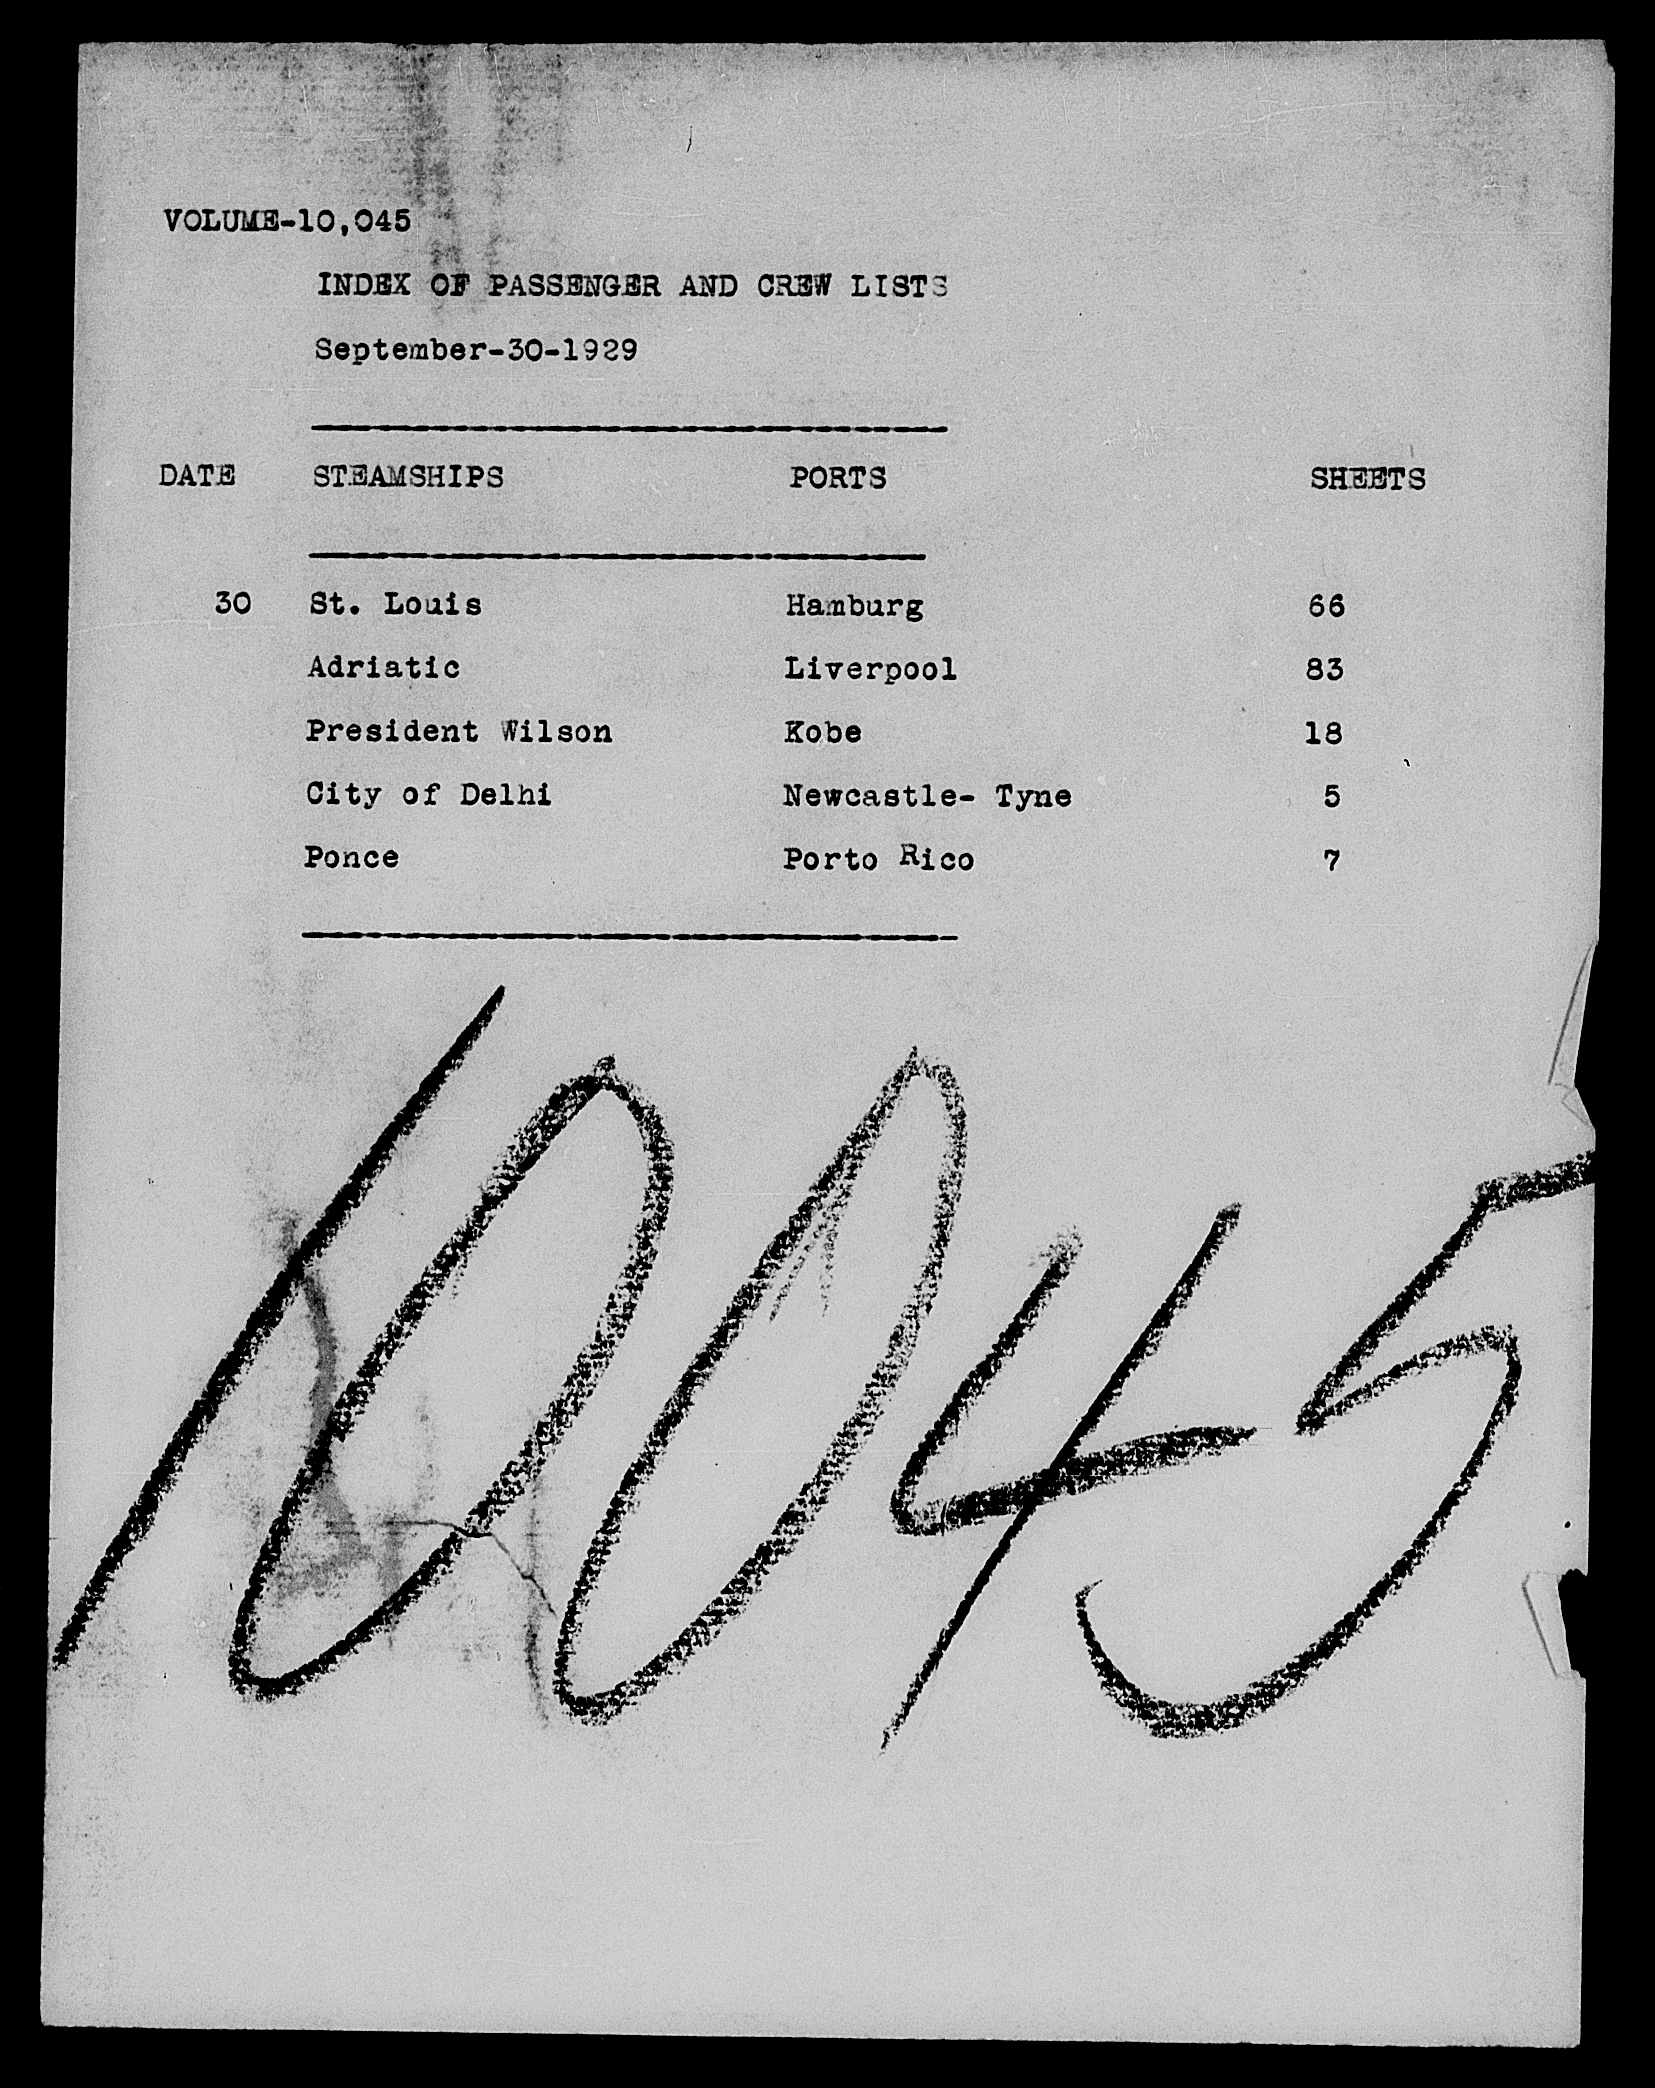 VOLUME-10,045
INDEX OF PASSENGER AND CREW LISTS
September-30-1929
DATE STEAMSHIPS PORTS SHEETS
30 St. Louis Hamburg 66
Adriatic Liverpool 83
President Wilson Kobe 18
City of Delhi Newcastle- Tyne 5
Ponce Porto Rico 7
10045